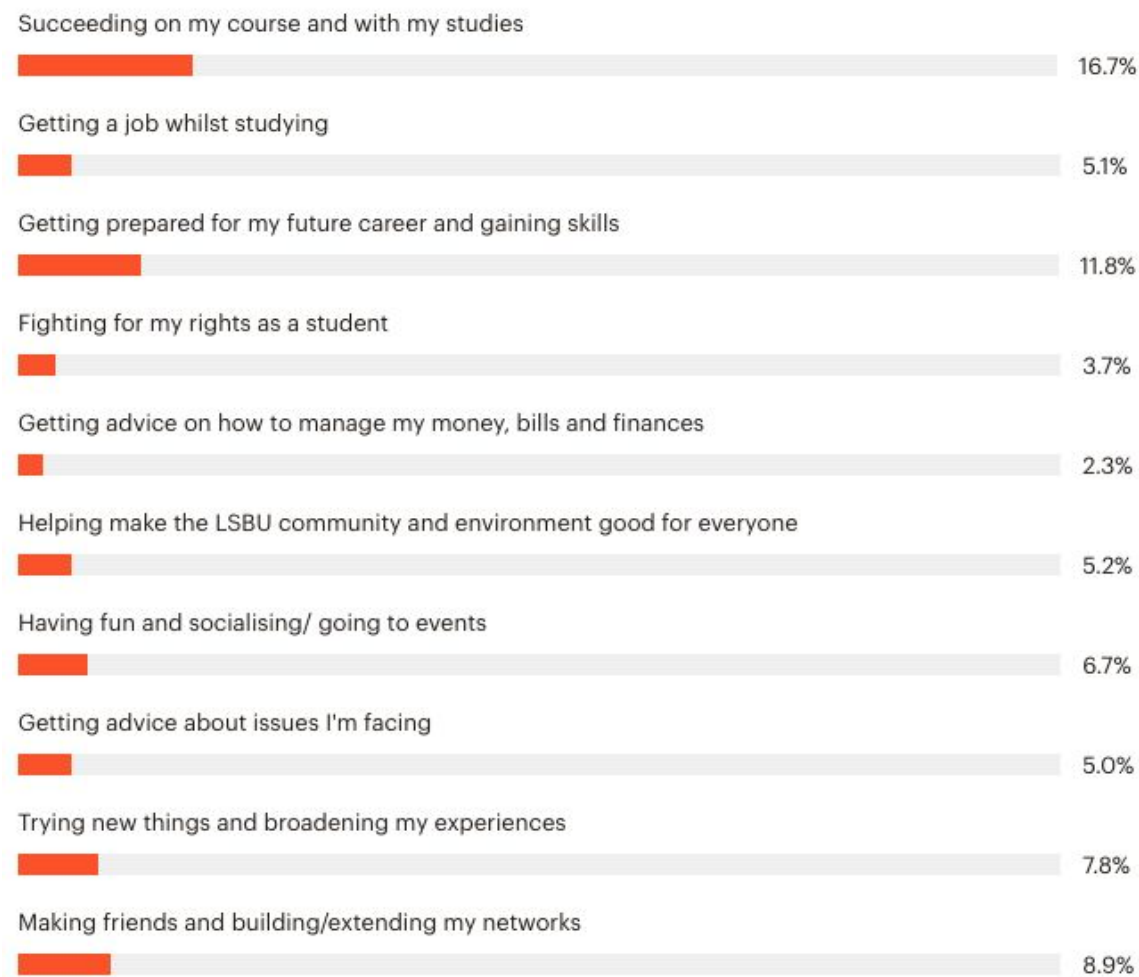 Succeeding on my course and with my studies
16.7%
Getting a job whilst studying
5.1%
Getting prepared for my future career and gaining skills
11.8%
Fighting for my rights as a student
3.7%
Getting advice on how to manage my money, bills and finances
2.3%
Helping make the LSBU community and environment good for everyone
5.2%
Having fun and socialising/ going to events
6.7%
Getting advice about issues I'm facing
5.0%
Trying new things and broadening my experiences
7.8%
Making friends and building/extending my networks
8.9%